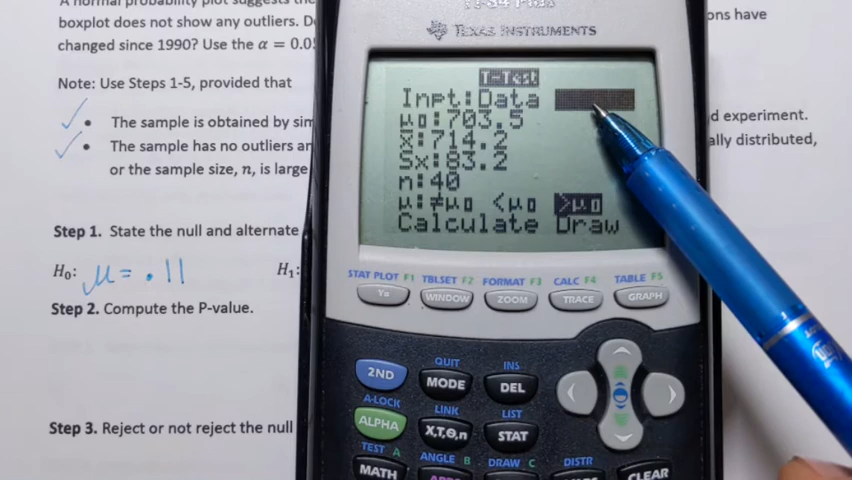 A normal probability plot suggests the
boxplot does not show any outliers. D
ons have
changed since 1990? Use the α = 0.0
Note: Use Steps 1-5, provided that
The sample is obtained by sim
d experiment.
The sample has no outliers an
ally distributed,
or the sample size, n, is large
Step 1. State the null and alternate
H₀: μ = .11
H₁:
Step 2. Compute the P-value.
Step 3. Reject or not reject the null
TEXAS INSTRUMENTS
T-Test
Inpt:Data
μ₀:703.5
x̄:714.2
Sx:83.2
n:40
μ:≠μ₀ <μ₀ >μ₀
Calculate Draw
STAT PLOT F1 TBLSET F2 FORMAT F3 CALC F4 TABLE F5
Y= WINDOW ZOOM TRACE GRAPH
QUIT INS
2ND MODE DEL
A-LOCK LINK LIST
ALPHA X,T,Θ,n STAT
TEST A ANGLE B DRAW C DISTR
MATH CLEAR